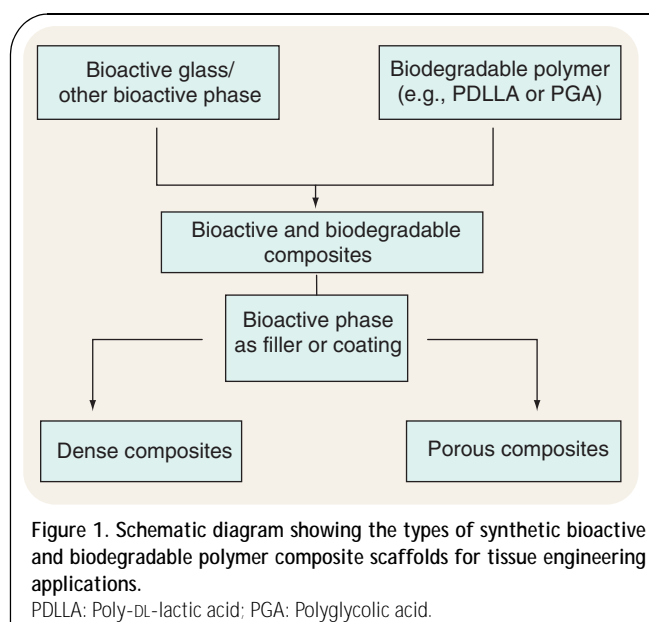 Bioactive glass/
other bioactive phase
Biodegradable polymer
(e.g., PDLLA or PGA)
Bioactive and biodegradable
composites
Bioactive phase
as filler or coating
Dense composites
Porous composites
Figure 1. Schematic diagram showing the types of synthetic bioactive
and biodegradable polymer composite scaffolds for tissue engineering
applications.
PDLLA: Poly-DL-lactic acid; PGA: Polyglycolic acid.